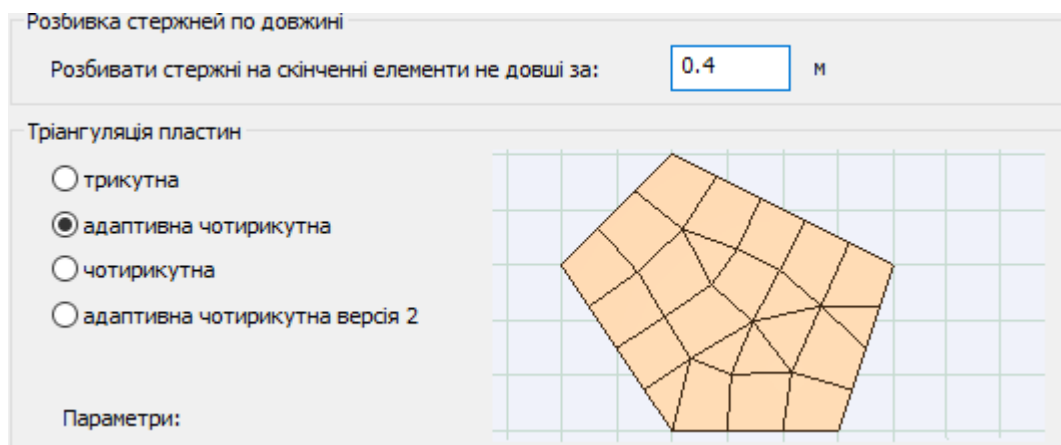 Розбивка стержней по довжині
Розбивати стержні на скінченні елементи не довші за: 0.4 м
Тріангуляція пластин
трикутна
адаптивна чотирикутна
чотирикутна
адаптивна чотирикутна версія 2
Параметри: